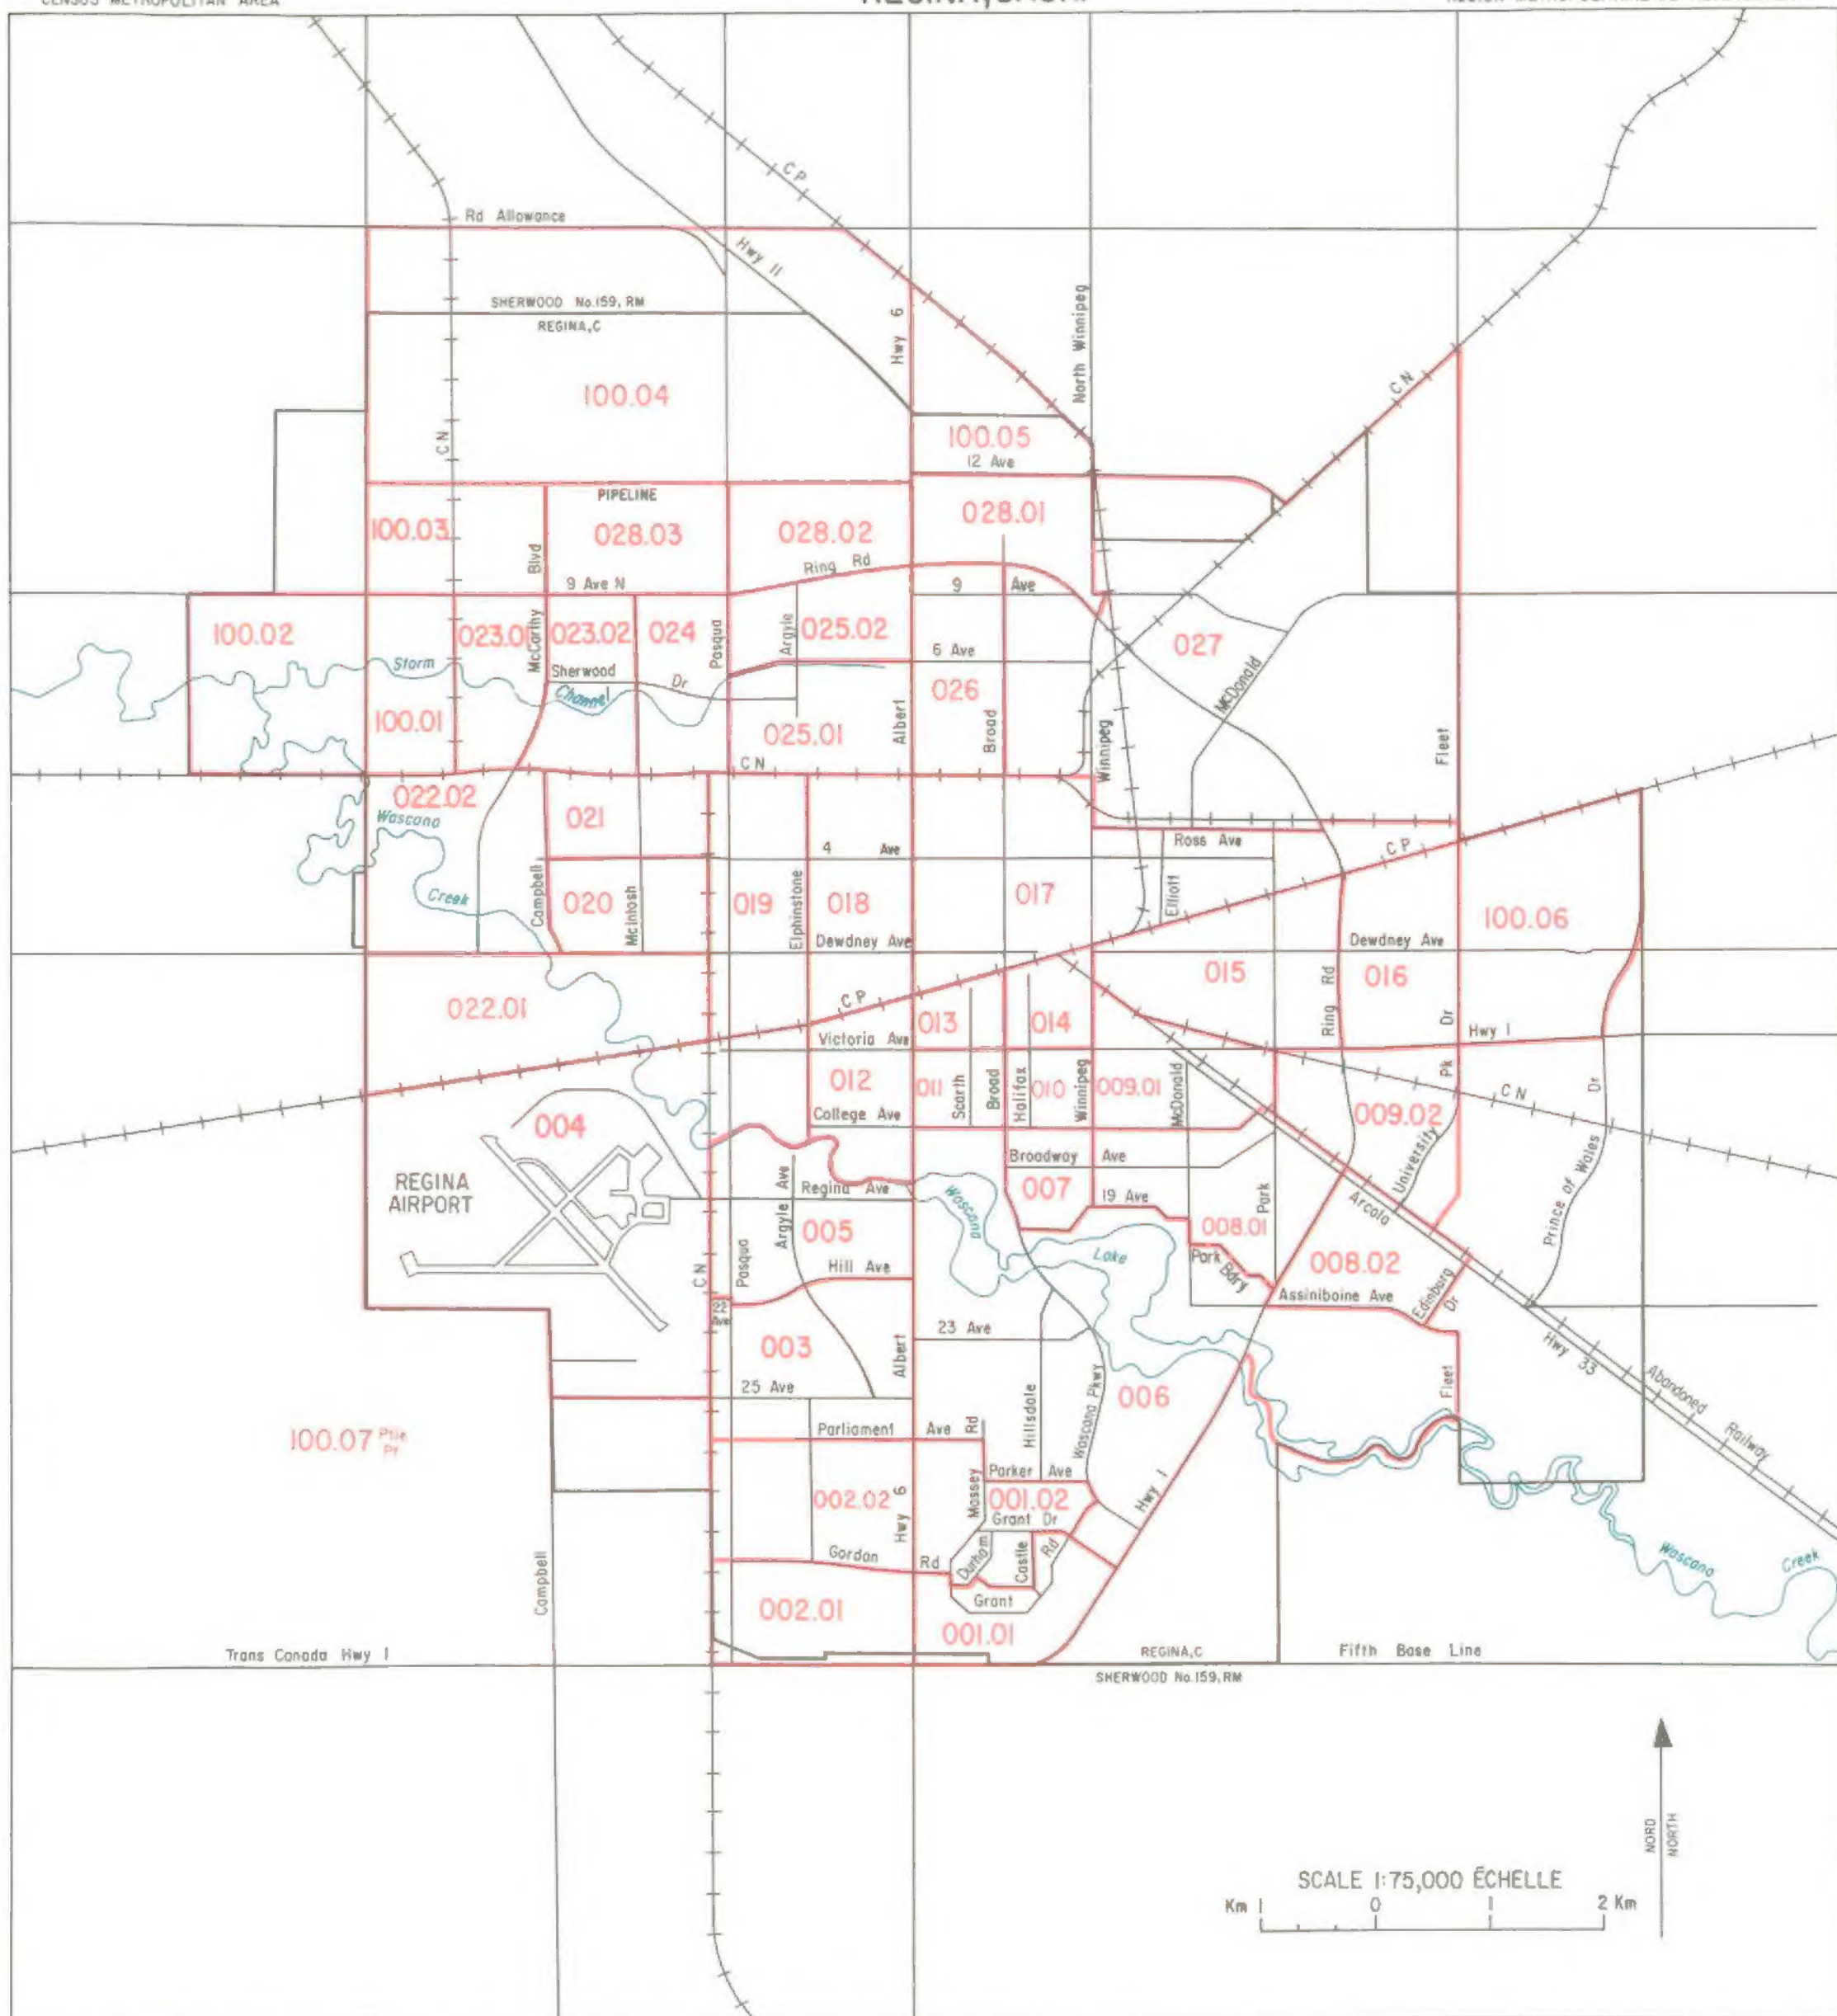 CENSUS METROPOLITAN AREA
REGINA, SASK.
CP
Rd Allowance
Hwy 11
SHERWOOD No.159, RM
REGINA,C
Hwy 6
North Winnipeg
100.04
CN
CN
100.05
12 Ave
PIPELINE
100.03
028.03
028.02
028.01
Blvd
Ring Rd
9 Ave N
9 Ave
100.02
023.01
McCarthy
023.02
024
Pasqua
Argyle
025.02
6 Ave
027
Storm
Sherwood Dr
Channel
026
McDonald
100.01
025.01
Albert
Broad
Winnipeg
Fleet
CN
022.02
Wascana
021
4 Ave
Ross Ave
CP
Creek
Campbell
020
McIntosh
019
Elphinstone
018
017
Elliott
100.06
Dewdney Ave
Dewdney Ave
022.01
015
Ring Rd
016
CP
013
014
Dr
Hwy 1
Victoria Ave
012
011
Scarth
Broad
Halifax
010
Winnipeg
009.01
McDonald
Pk
CN
Dr
College Ave
004
009.02
University
Broadway Ave
Prince of Wales
REGINA
AIRPORT
Argyle Ave
Regina Ave
Wascana
007
19 Ave
Park
Arcola
005
008.01
Lake
Park Bdry
008.02
CN
Pasqua
Hill Ave
Assiniboine Ave
Edinburg Dr
22
Ave
23 Ave
003
Albert
Hwy 33
Abandoned Railway
25 Ave
Hillsdale
Wascana Pkwy
006
Fleet
100.07 Ptie
Pt
Parliament Ave
Rd
Massey
Parker Ave
002.02
Hwy 6
001.02
Hwy 1
Grant Dr
Gordon Rd
Durham
Castle
Rd
Wascana Creek
Campbell
Grant
002.01
001.01
Trans Canada Hwy 1
REGINA,C
Fifth Base Line
SHERWOOD No.159,RM
NORD
NORTH
SCALE 1:75,000 ÉCHELLE
Km 1 0 1 2 Km